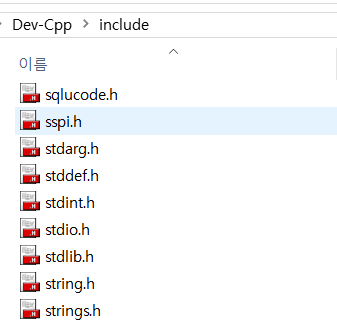 Dev-Cpp > include
이름
sqlucode.h
sspi.h
stdarg.h
stddef.h
stdint.h
stdio.h
stdlib.h
string.h
strings.h